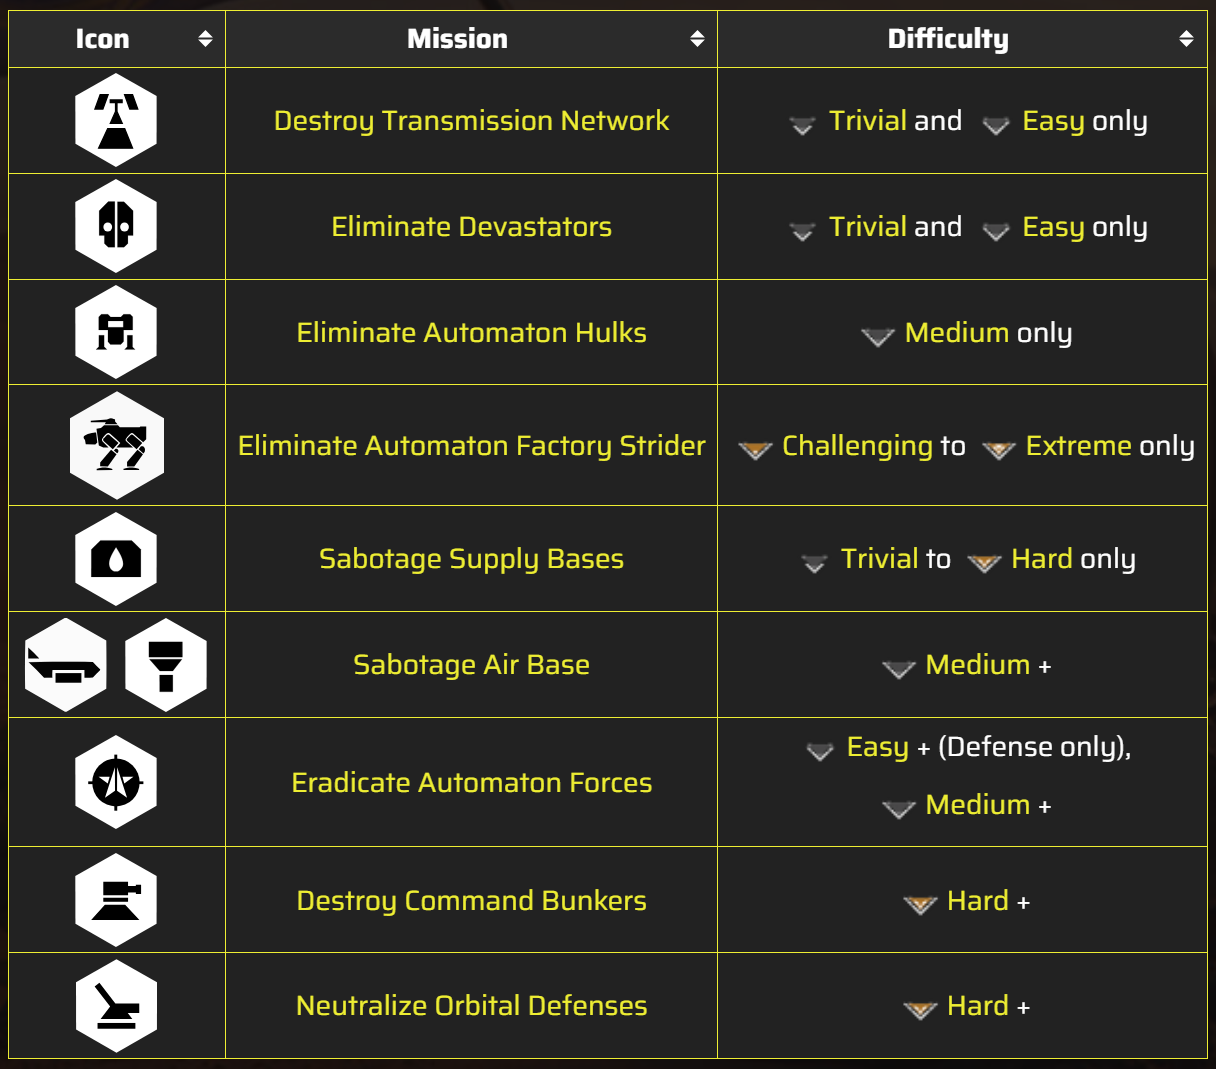 Icon Mission Difficulty
Destroy Transmission Network Trivial and Easy only
Eliminate Devastators Trivial and Easy only
Eliminate Automaton Hulks Medium only
Eliminate Automaton Factory Strider Challenging to Extreme only
Sabotage Supply Bases Trivial to Hard only
Sabotage Air Base Medium +
Eradicate Automaton Forces Easy + (Defense only),
Medium +
Destroy Command Bunkers Hard +
Neutralize Orbital Defenses Hard +